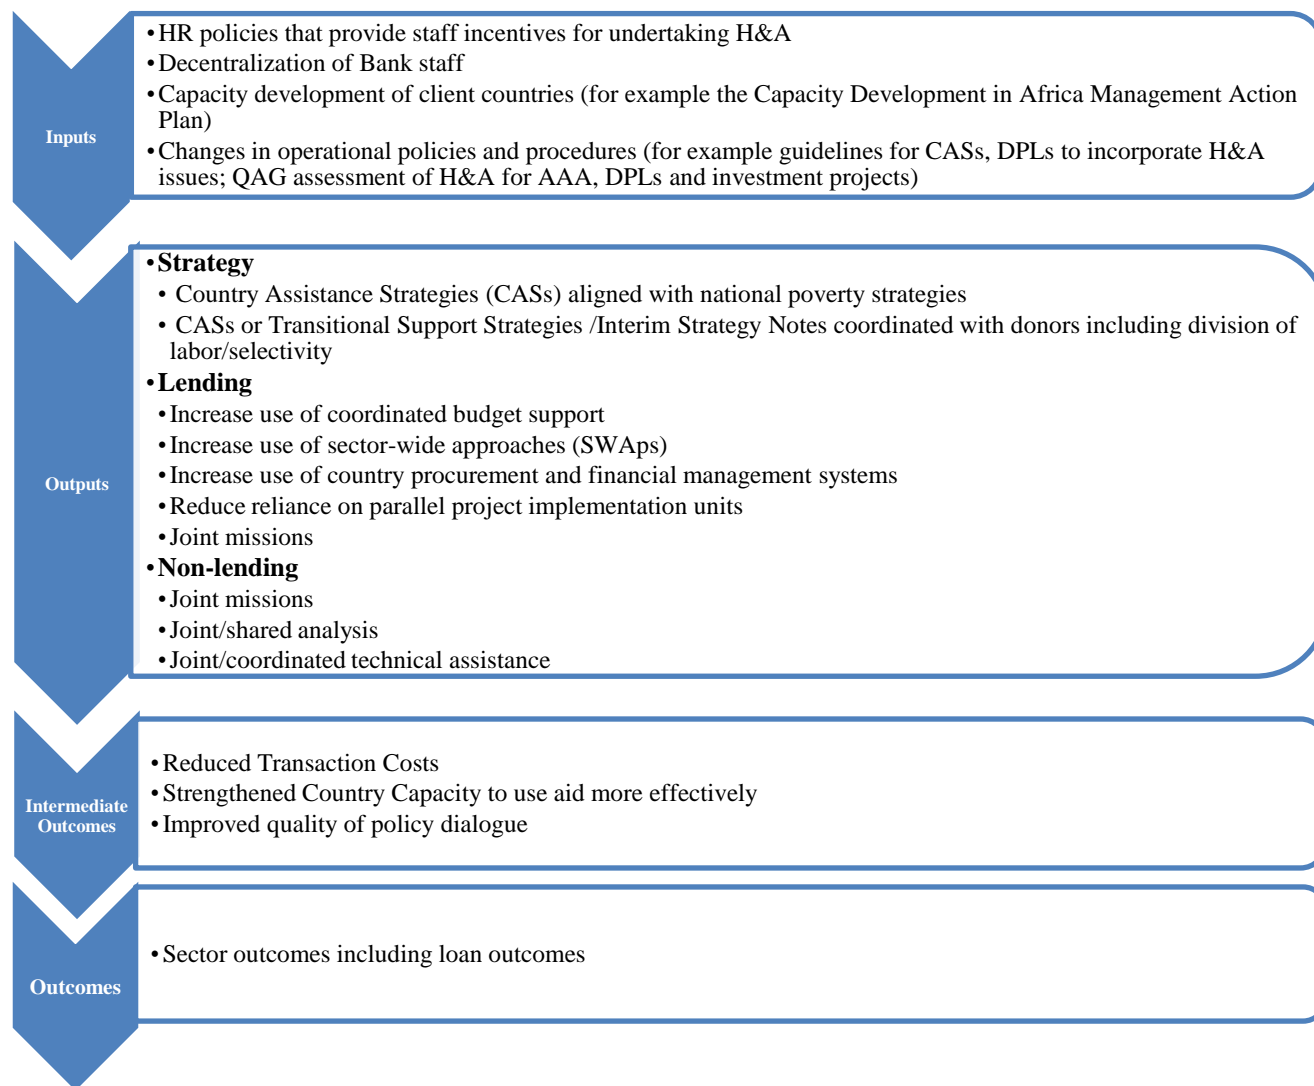 Inputs
•HR policies that provide staff incentives for undertaking H&A
•Decentralization of Bank staff
•Capacity development of client countries (for example the Capacity Development in Africa Management Action
Plan)
•Changes in operational policies and procedures (for example guidelines for CASs, DPLs to incorporate H&A
issues; QAG assessment of H&A for AAA, DPLs and investment projects)
Outputs
•Strategy
• Country Assistance Strategies (CASs) aligned with national poverty strategies
• CASs or Transitional Support Strategies /Interim Strategy Notes coordinated with donors including division of
labor/selectivity
•Lending
•Increase use of coordinated budget support
•Increase use of sector-wide approaches (SWAps)
•Increase use of country procurement and financial management systems
•Reduce reliance on parallel project implementation units
•Joint missions
•Non-lending
•Joint missions
•Joint/shared analysis
•Joint/coordinated technical assistance
Intermediate
Outcomes
•Reduced Transaction Costs
•Strengthened Country Capacity to use aid more effectively
•Improved quality of policy dialogue
Outcomes
•Sector outcomes including loan outcomes